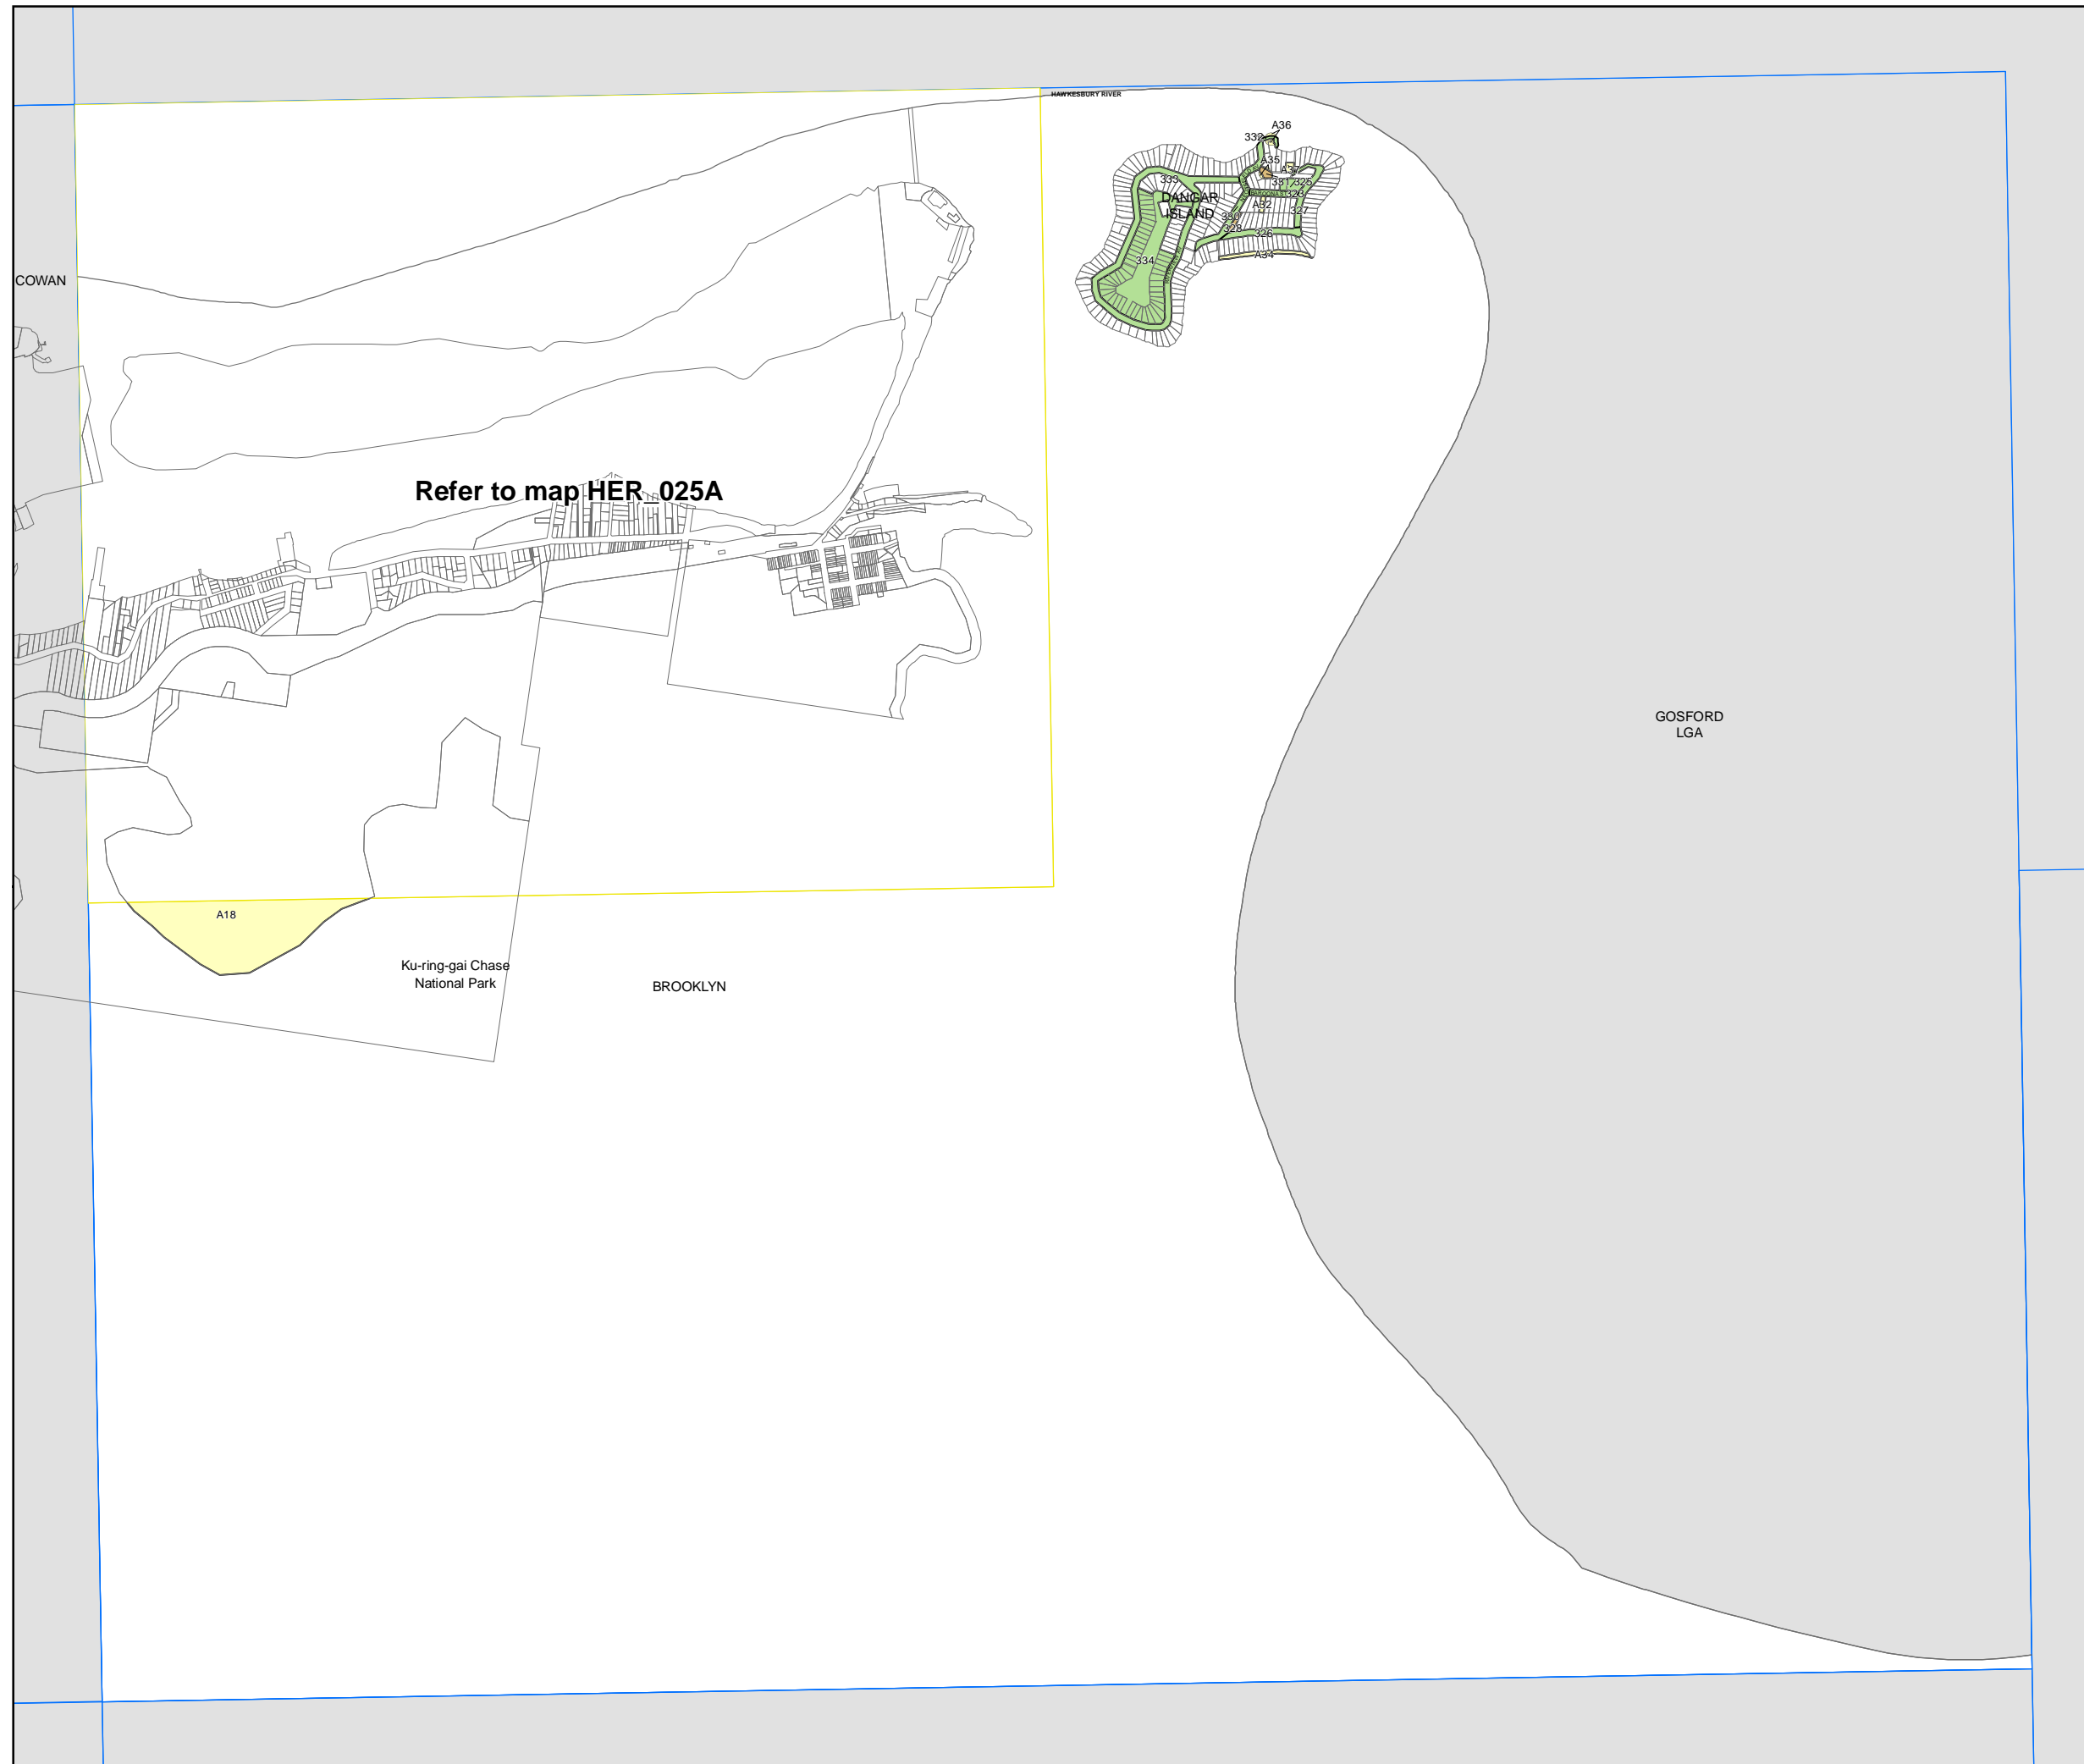 HAWKESBURY RIVER
A36
332
A35
A37
333
331
325
DANGAR
ISLAND
323
A32
327
330
328
326
A34
334
COWAN
Refer to map HER_025A
GOSFORD
LGA
A18
Ku-ring-gai Chase
National Park
BROOKLYN